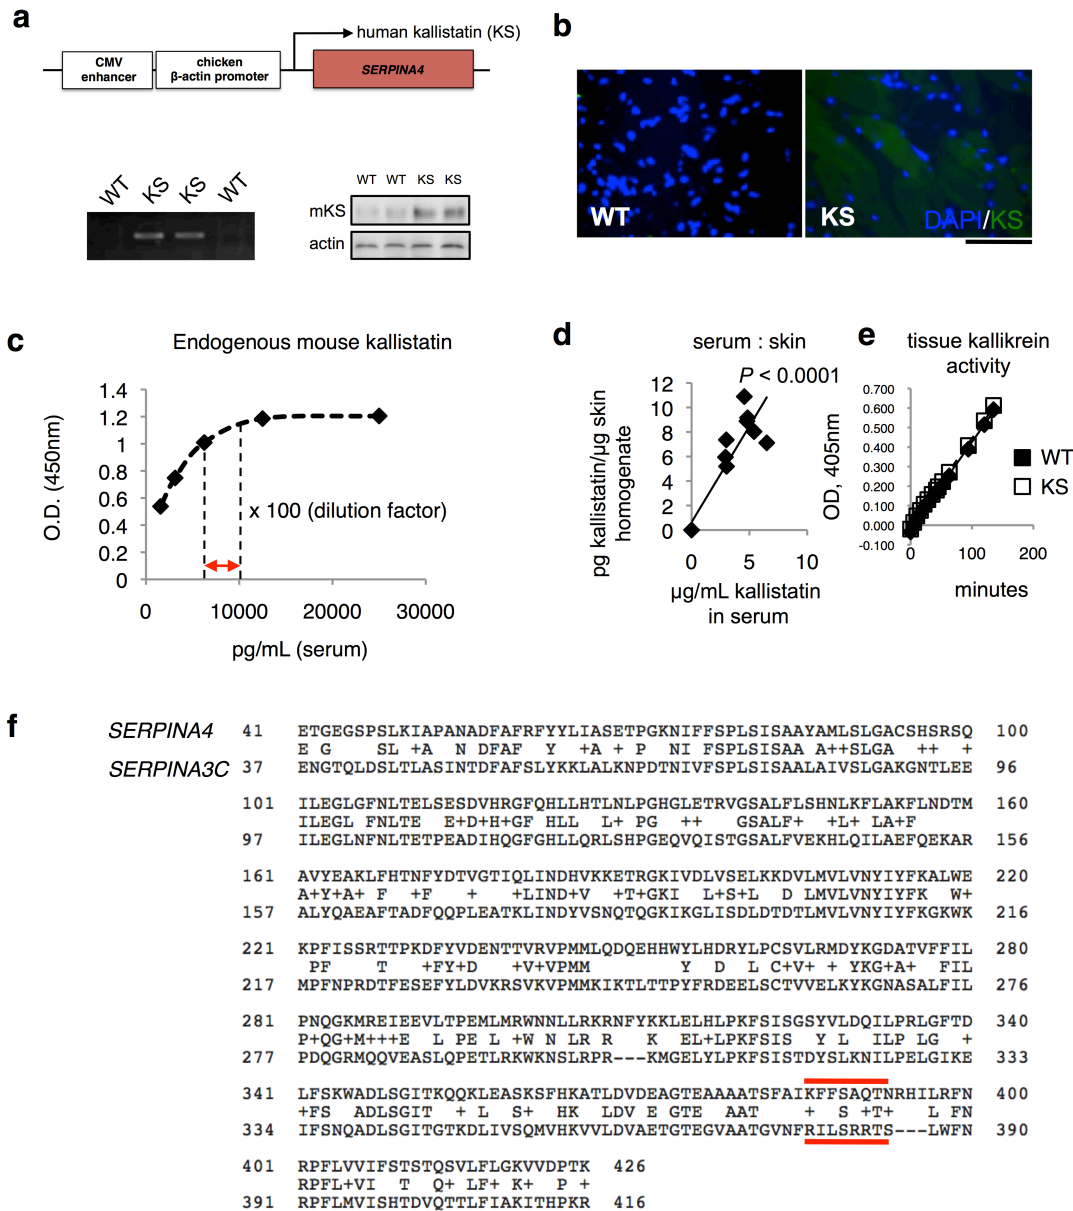 a
human kallistatin (KS)
CMV
enhancer
chicken
β-actin promoter
SERPINA4
WT
KS
KS
WT
WT WT KS KS
mKS
actin
b
WT
KS
DAPI/KS
c
Endogenous mouse kallistatin
O.D. (450nm)
1.4
1.2
1
0.8
0.6
0.4
0.2
0
x 100 (dilution factor)
0 10000 20000 30000
pg/mL (serum)
d
serum : skin
P < 0.0001
pg kallistatin/µg skin
homogenate
12
10
8
6
4
2
0
0 5 10
µg/mL kallistatin
in serum
e
tissue kallikrein
activity
OD, 405nm
0.700
0.600
0.500
0.400
0.300
0.200
0.100
0.000
-0.100
0 100 200
minutes
WT
KS
f
SERPINA4 41 ETGEGSPSLKIAPANADFAFRFYYLIASETPGKNIFFSPLSISAAYAMLSLGACSHSRSQ 100
E G SL +A N DFAF Y +A + P NI FFSPLSISAA A++SLGA ++ +
SERPINA3C 37 ENGTQLDSLTLASINTDFAFSLYKKLALKNPDTNIVFSPLSISAALAIVSLGAKGNTLEE 96
101 ILEGLGFNLTELSESDVHRGFQHLLHTLNLPGHGLETRVGSALFLSHNLKFLAKFLNDTM 160
ILEGL FNLTE E+D+H+GF HLL L+ PG ++ GSALF+ +L+ LA+F
97 ILEGLNFNLTETPEADIHQGFGHLLQRLSHPGEQVQISTGSALFVEKHLQILAEFQEKAR 156
161 AVYEAKLFHTNFYDTVGTIQLINDHVKKETRGKIVDLVSELKKDVLMVLVNYIYFKALWE 220
A+Y+A+ F +F + +LIND+V +T+GKI L+S+L D LMVLVNYIYFK W+
157 ALYQAEAFTADFQQPLEATKLINDYVSNQTQGKIKGLISDLDTDTLMVLVNYIYFKGKWK 216
221 KPFISSRTTPKDFYVDENTTVRVPMMLQDQEHHWYLHDRYLPCSVLRMDYKGDATVFFIL 280
PF T +FY+D +V+VPMM Y D L C+V+ + YKG+A+ FIL
217 MPFNPRDTFESEFYLDVKRSVKVPMMKIKTLTTPYFRDEELSCTVVELKYKGNASALFIL 276
281 PNQGKMREIEEVLTPEMLMRWNNLLRKRNFYKKLELHLPKFSISGSYVLDQILPRLGFTD 340
P+QG+M+++E L PEL +W N LR R K EL+LPKFSIS Y L ILP LG +
277 PDQGRMQQVEASLQPETLRKWKNSLRPR---KMGELYLPKFSISTDYSLKNILPELGIKE 333
341 LFSKWADLSGITKQQKLEASKSFHKATLDVDEAGTEAAAATSFAIKFFSAQTNRHILRFN 400
+FS ADLSGIT + L S+ HK LDV E GTE AAT + S +T+ L FN
334 IFSNQADLSGITGTKDLIVSQMVHKVVLDVAETGTEGVAATGVNFRILSRRTS---LWFN 390
401 RPFLVVIFSTSTQSVLFLGKVVDPTK 426
RPFL+VI T Q+ LF+ K+ P +
391 RPFLMVISHTDVQTTLFIAKITHPKR 416